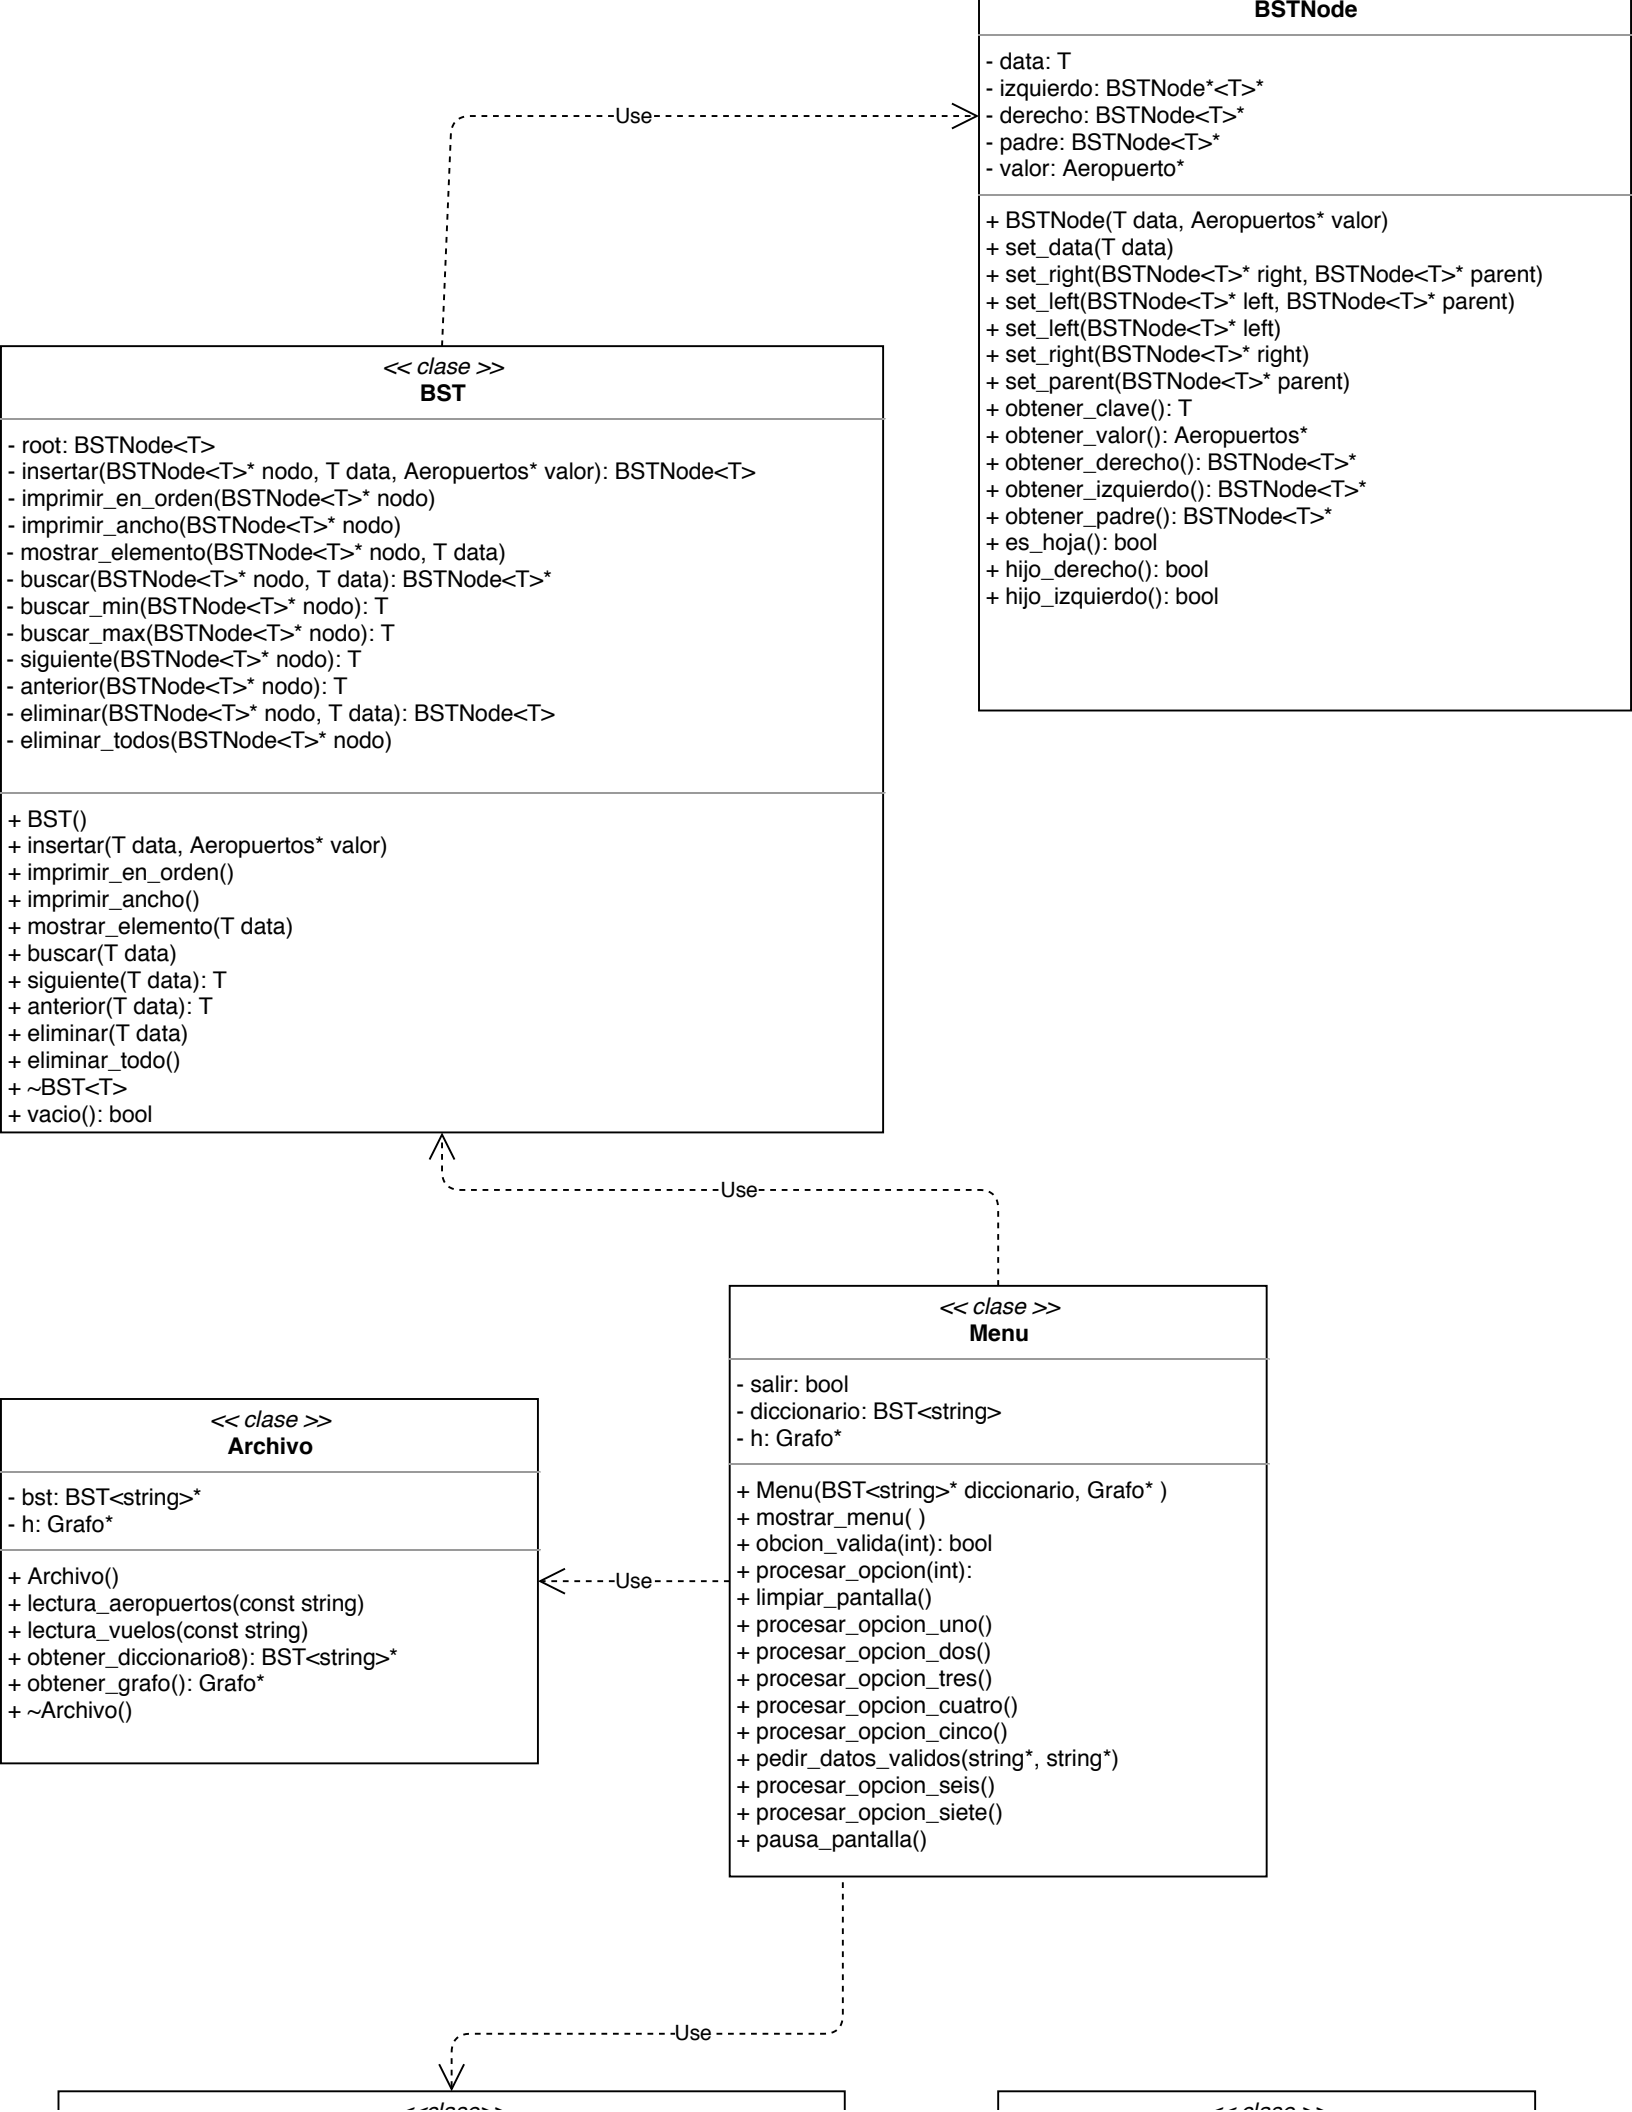 BSTNode
- data: T
- izquierdo: BSTNode*<T>*
- derecho: BSTNode<T>*
- padre: BSTNode<T>*
- valor: Aeropuerto*
+ BSTNode(T data, Aeropuertos* valor)
+ set_data(T data)
+ set_right(BSTNode<T>* right, BSTNode<T>* parent)
+ set_left(BSTNode<T>* left, BSTNode<T>* parent)
+ set_left(BSTNode<T>* left)
+ set_right(BSTNode<T>* right)
+ set_parent(BSTNode<T>* parent)
+ obtener_clave(): T
+ obtener_valor(): Aeropuertos*
+ obtener_derecho(): BSTNode<T>*
+ obtener_izquierdo(): BSTNode<T>*
+ obtener_padre(): BSTNode<T>*
+ es_hoja(): bool
+ hijo_derecho(): bool
+ hijo_izquierdo(): bool
Use
<< clase >>
BST
- root: BSTNode<T>
- insertar(BSTNode<T>* nodo, T data, Aeropuertos* valor): BSTNode<T>
- imprimir_en_orden(BSTNode<T>* nodo)
- imprimir_ancho(BSTNode<T>* nodo)
- mostrar_elemento(BSTNode<T>* nodo, T data)
- buscar(BSTNode<T>* nodo, T data): BSTNode<T>*
- buscar_min(BSTNode<T>* nodo): T
- buscar_max(BSTNode<T>* nodo): T
- siguiente(BSTNode<T>* nodo): T
- anterior(BSTNode<T>* nodo): T
- eliminar(BSTNode<T>* nodo, T data): BSTNode<T>
- eliminar_todos(BSTNode<T>* nodo)
+ BST()
+ insertar(T data, Aeropuertos* valor)
+ imprimir_en_orden()
+ imprimir_ancho()
+ mostrar_elemento(T data)
+ buscar(T data)
+ siguiente(T data): T
+ anterior(T data): T
+ eliminar(T data)
+ eliminar_todo()
+ ~BST<T>
+ vacio(): bool
Use
<< clase >>
Menu
- salir: bool
- diccionario: BST<string>
- h: Grafo*
+ Menu(BST<string>* diccionario, Grafo* )
+ mostrar_menu( )
+ obcion_valida(int): bool
+ procesar_opcion(int):
+ limpiar_pantalla()
+ procesar_opcion_uno()
+ procesar_opcion_dos()
+ procesar_opcion_tres()
+ procesar_opcion_cuatro()
+ procesar_opcion_cinco()
+ pedir_datos_validos(string*, string*)
+ procesar_opcion_seis()
+ procesar_opcion_siete()
+ pausa_pantalla()
<< clase >>
Archivo
- bst: BST<string>*
- h: Grafo*
+ Archivo()
+ lectura_aeropuertos(const string)
+ lectura_vuelos(const string)
+ obtener_diccionario8): BST<string>*
+ obtener_grafo(): Grafo*
+ ~Archivo()
Use
Use
<<clase>>
<< clase >>